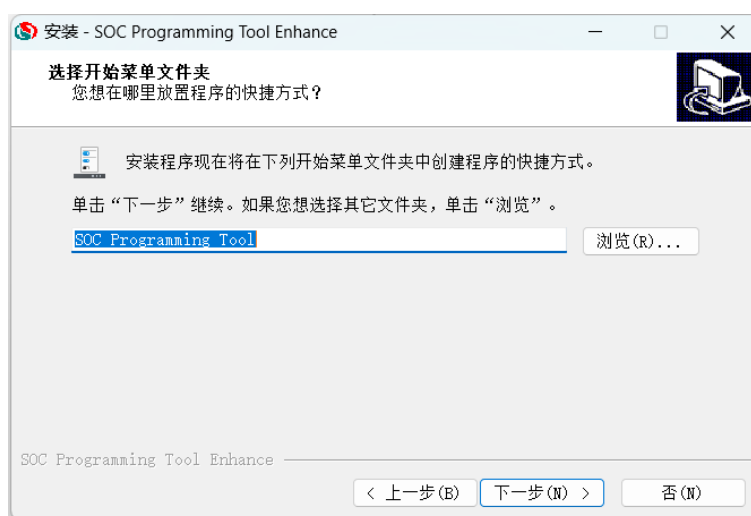 安装 - SOC Programming Tool Enhance
选择开始菜单文件夹
您想在哪里放置程序的快捷方式？
安装程序现在将在下列开始菜单文件夹中创建程序的快捷方式。
单击“下一步”继续。如果您想选择其它文件夹，单击“浏览”。
SOC Programming Tool
浏览(R)...
SOC Programming Tool Enhance
< 上一步(B)
下一步(N) >
否(N)